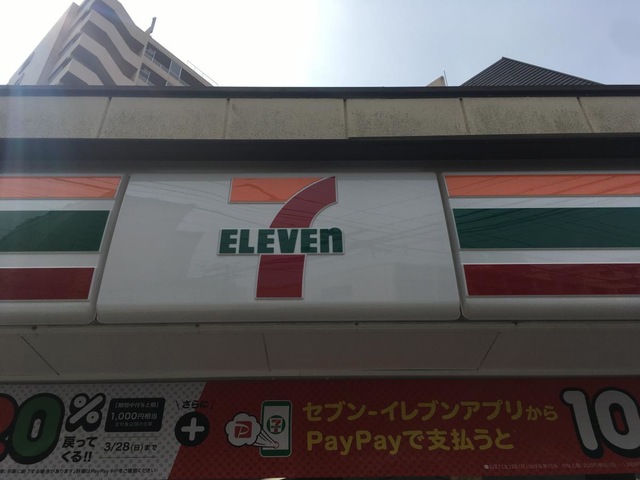 7
ELEVEn
20%
戻って
くる!!
1,000円相当
3/28(日)まで
さらに
+
セブン-イレブンアプリから
PayPayで支払うと
10